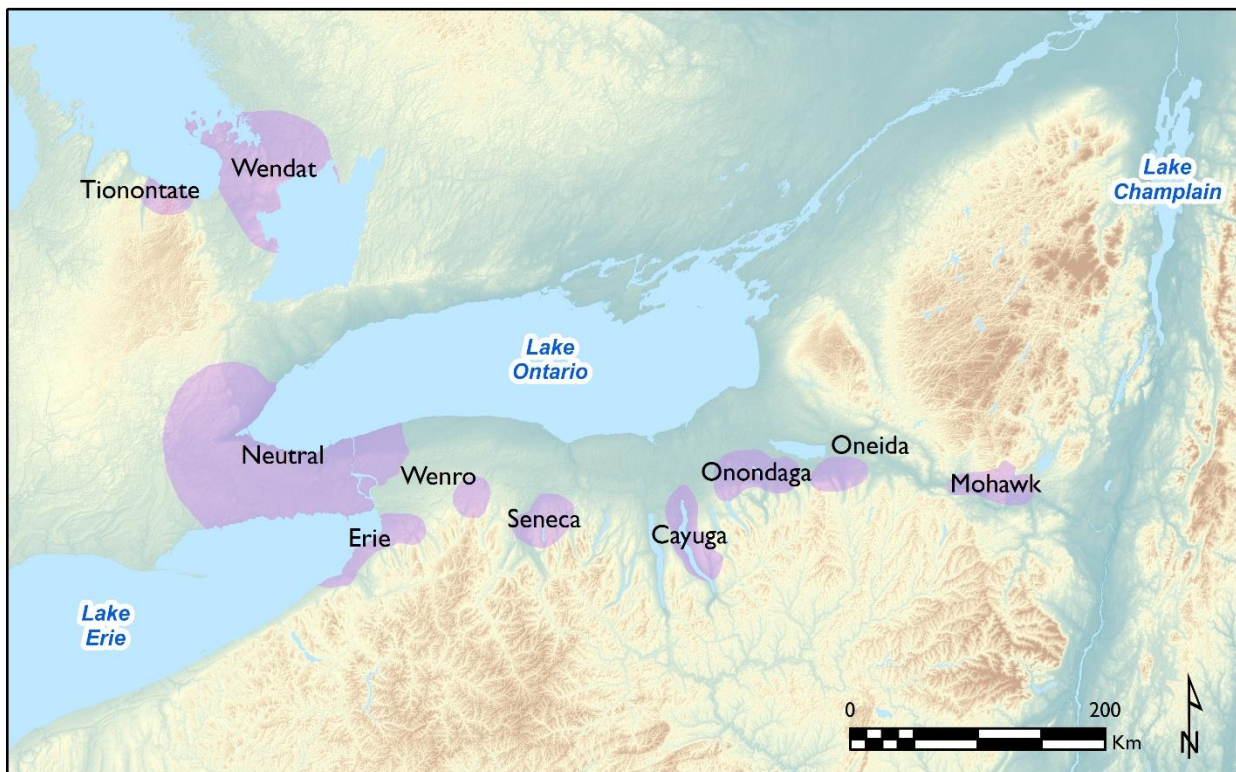 Wendat
Tionontate
Lake
Champlain
Lake
Ontario
Neutral
Wenro
Onondaga
Oneida
Mohawk
Seneca
Erie
Cayuga
Lake
Erie
0
200
Km
N